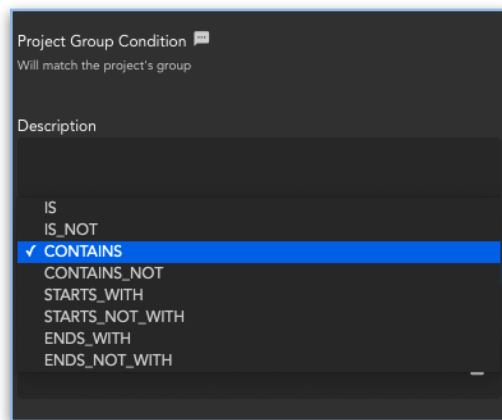 Project Group Condition
Will match the project's group
Description
IS
IS_NOT
✓ CONTAINS
CONTAINS_NOT
STARTS_WITH
STARTS_NOT_WITH
ENDS_WITH
ENDS_NOT_WITH